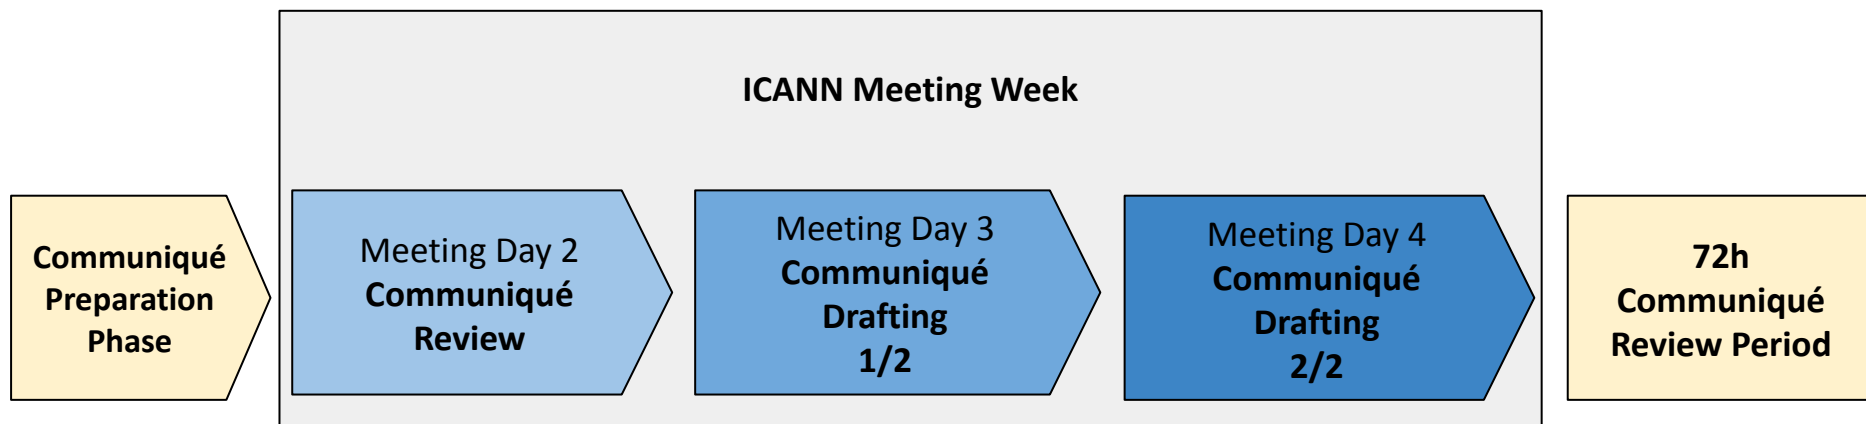 ICANN Meeting Week
Communiqué
Preparation
Phase
Meeting Day 2
Communiqué
Review
Meeting Day 3
Communiqué
Drafting
1/2
Meeting Day 4
Communiqué
Drafting
2/2
72h
Communiqué
Review Period